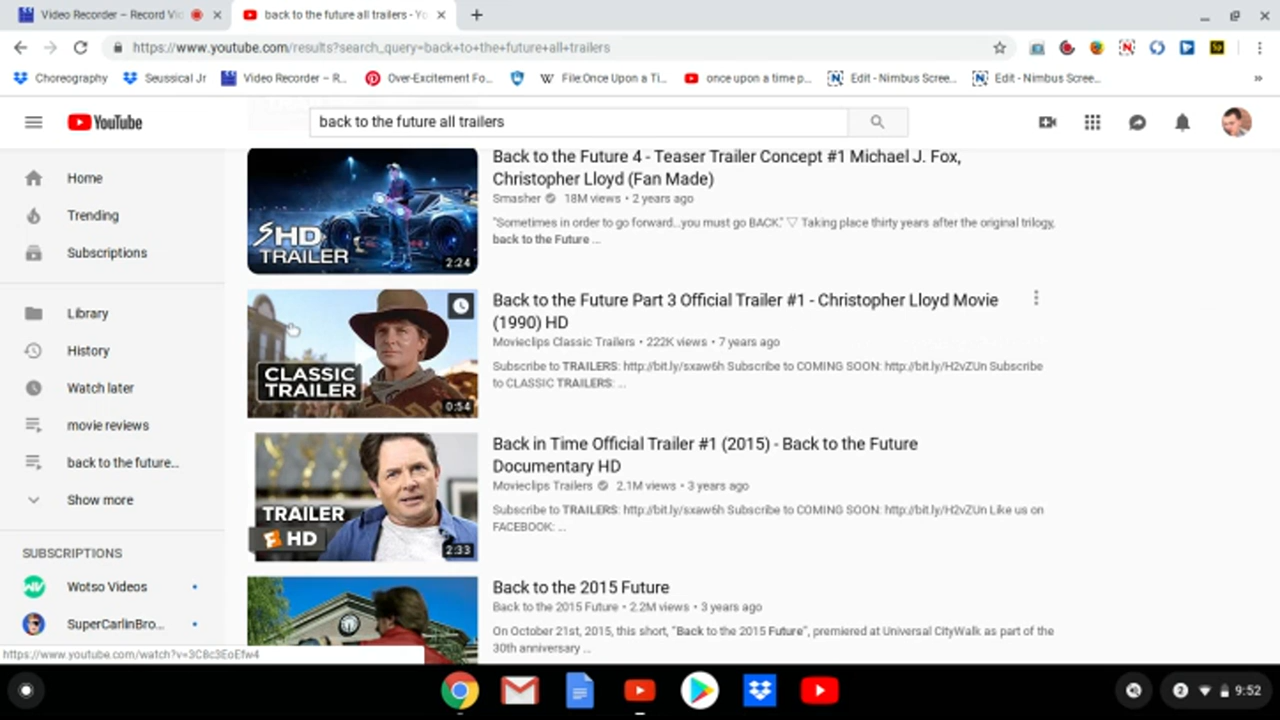 Video Recorder – Record Vi
back to the future all trailers - Yo
https://www.youtube.com/results?search_query=back+to+the+future+all+trailers
Choreography
Seussical Jr
Video Recorder – R...
Over-Excitement Fo...
File:Once Upon a Ti...
once upon a time p...
Edit - Nimbus Scree...
Edit - Nimbus Scree...
YouTube
back to the future all trailers
Home
Trending
Subscriptions
Library
History
Watch later
movie reviews
back to the future...
Show more
SUBSCRIPTIONS
Wotso Videos
SuperCarlinBro...
SHD
TRAILER
2:24
Back to the Future 4 - Teaser Trailer Concept #1 Michael J. Fox,
Christopher Lloyd (Fan Made)
Smasher 18M views • 2 years ago
"Sometimes in order to go forward...you must go BACK." ▽ Taking place thirty years after the original trilogy,
back to the Future ...
CLASSIC
TRAILER
0:54
Back to the Future Part 3 Official Trailer #1 - Christopher Lloyd Movie
(1990) HD
Movieclips Classic Trailers • 222K views • 7 years ago
Subscribe to TRAILERS: http://bit.ly/sxaw6h Subscribe to COMING SOON: http://bit.ly/H2vZUn Subscribe
to CLASSIC TRAILERS: ...
TRAILER
HD
2:33
Back in Time Official Trailer #1 (2015) - Back to the Future
Documentary HD
Movieclips Trailers 2.1M views • 3 years ago
Subscribe to TRAILERS: http://bit.ly/sxaw6h Subscribe to COMING SOON: http://bit.ly/H2vZUn Like us on
FACEBOOK: ...
Back to the 2015 Future
Back to the 2015 Future • 2.2M views • 3 years ago
On October 21st, 2015, this short, "Back to the 2015 Future", premiered at Universal CityWalk as part of the
30th anniversary ...
https://www.youtube.com/watch?v=3C8c3EoEfw4
2
9:52